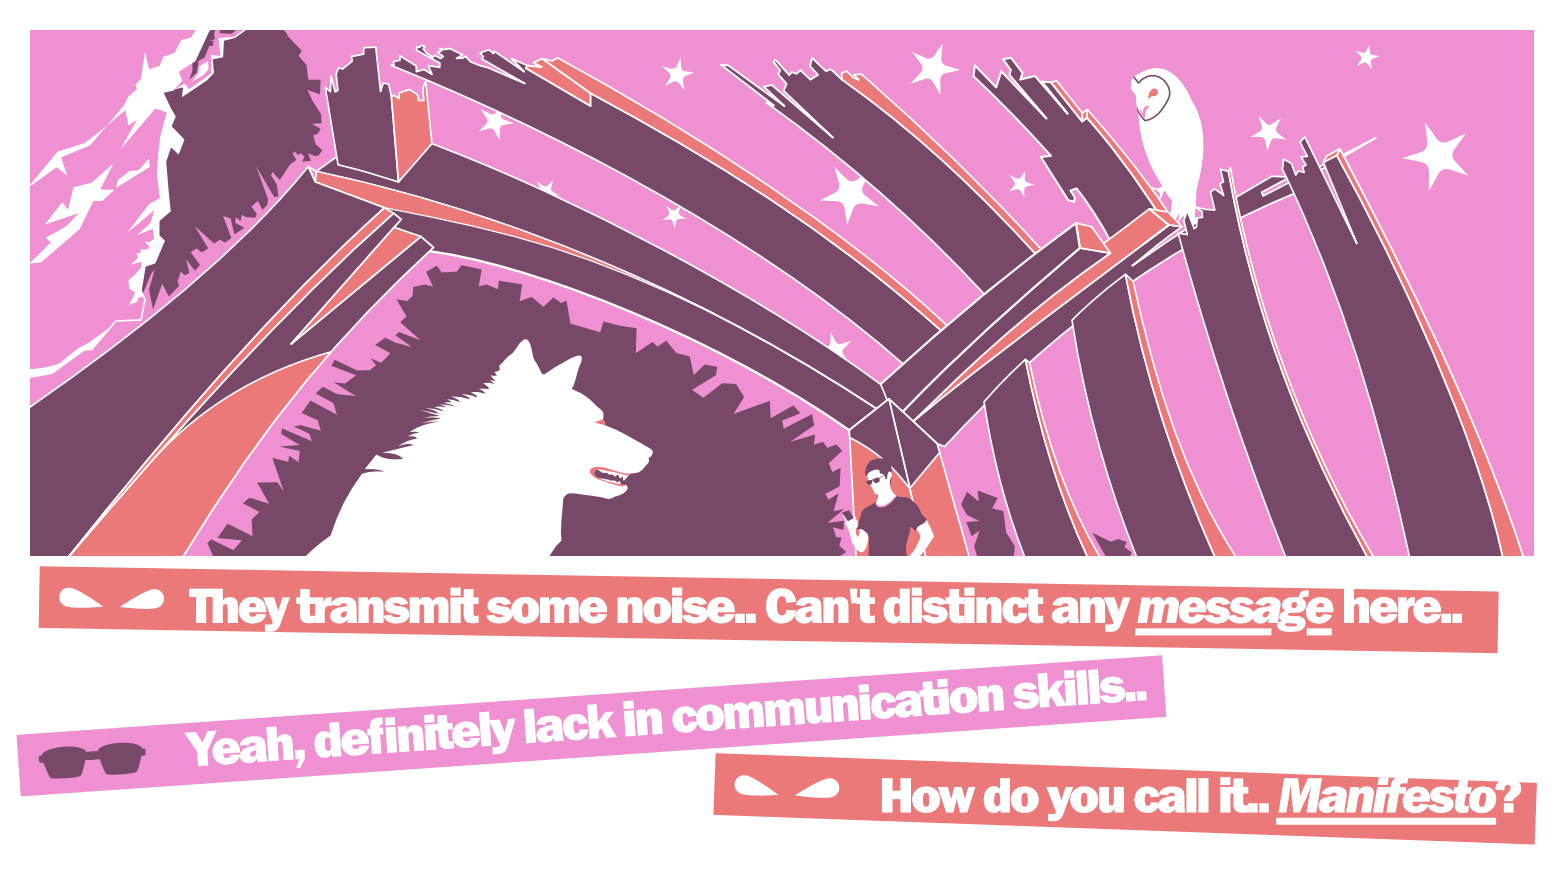 They transmit some noise.. Can't distinct any message here..
Yeah, definitely lack in communication skills..
How do you call it.. Manifesto?